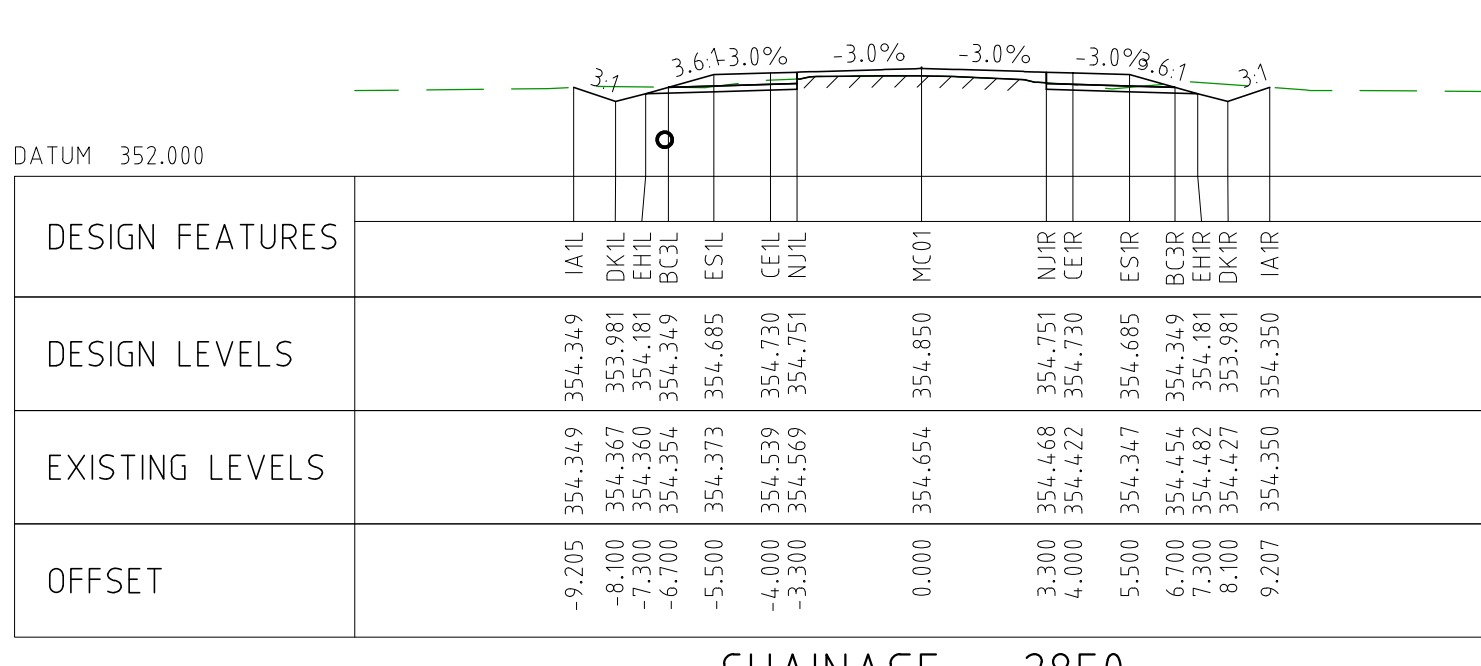 3:1 3.6:1 -3.0% -3.0% -3.0% -3.0% 3.6:1 3:1
DATUM 352.000
DESIGN FEATURES IA1L DK1L EH1L BC3L ES1L CE1L NJ1L MC01 NJ1R CE1R ES1R BC3R EH1R DK1R IA1R
DESIGN LEVELS 354.349 353.981 354.181 354.349 354.685 354.730 354.751 354.850 354.751 354.730 354.685 354.349 354.181 353.981 354.350
EXISTING LEVELS 354.349 354.367 354.360 354.354 354.373 354.539 354.569 354.654 354.468 354.422 354.347 354.454 354.482 354.427 354.350
OFFSET -9.205 -8.100 -7.300 -6.700 -5.500 -4.000 -3.300 0.000 3.300 4.000 5.500 6.700 7.300 8.100 9.207